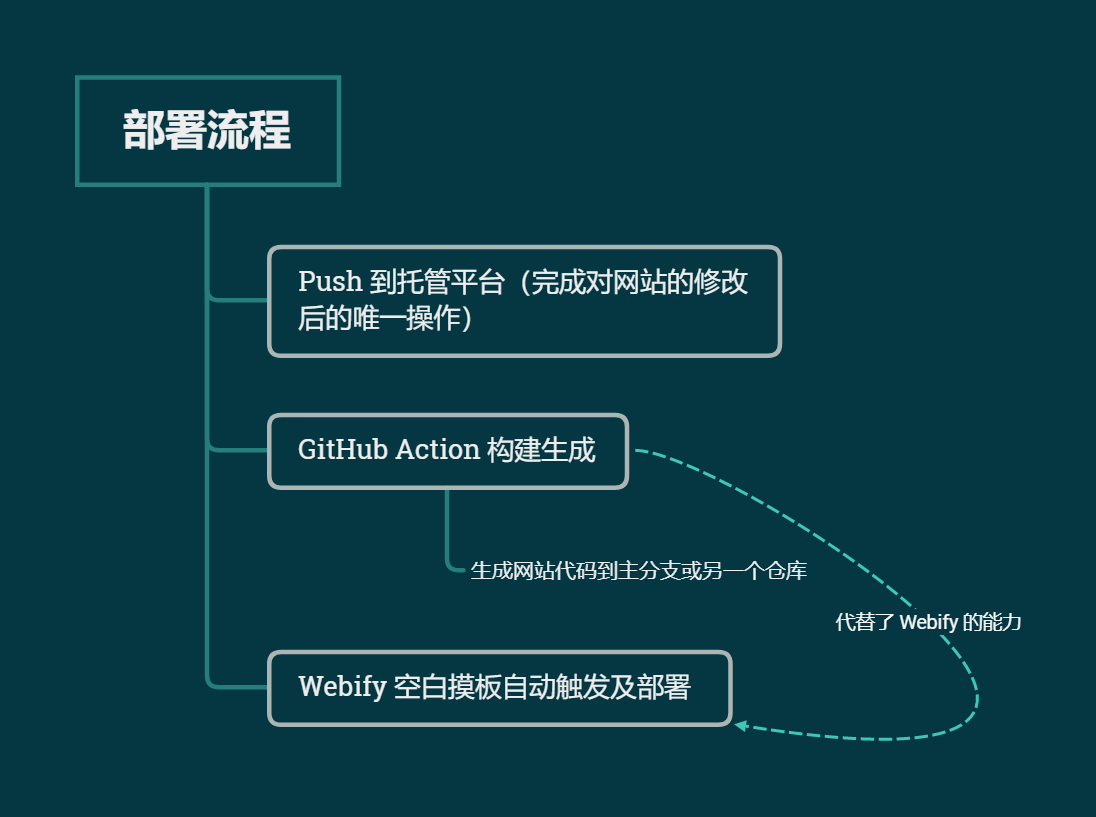 部署流程
Push 到托管平台（完成对网站的修改
后的唯一操作）
GitHub Action 构建生成
生成网站代码到主分支或另一个仓库
代替了 Webify 的能力
Webify 空白摸板自动触发及部署